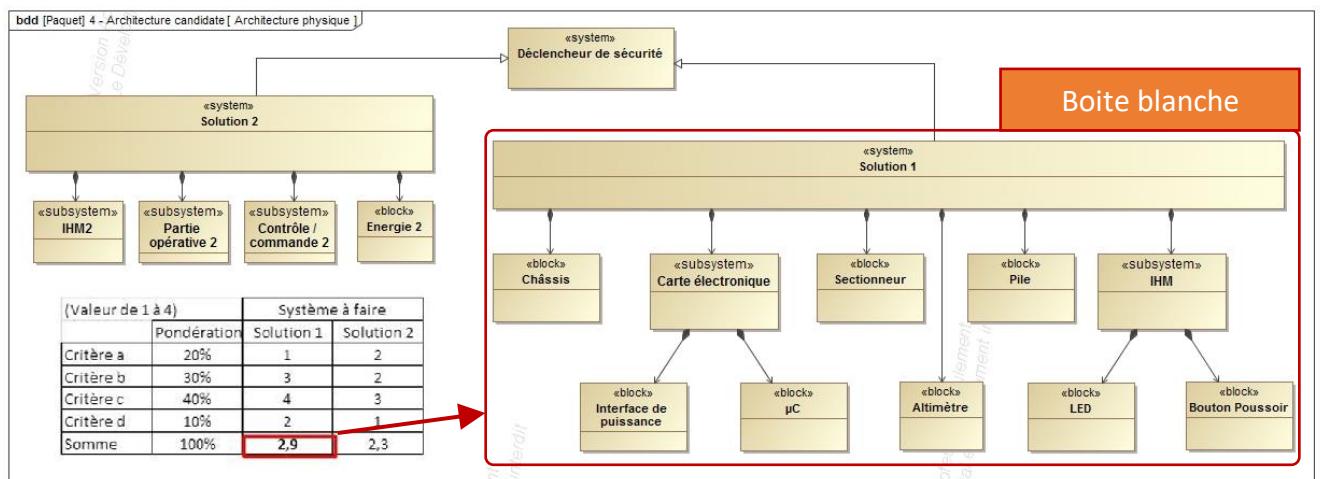 bdd [Paquet] 4 - Architecture candidate [ Architecture physique ]
«system»
Déclencheur de sécurité
Boite blanche
«system»
Solution 2
«system»
Solution 1
«subsystem»
IHM2
«subsystem»
Partie
opérative 2
«subsystem»
Contrôle /
commande 2
«block»
Energie 2
«block»
Châssis
«subsystem»
Carte électronique
«block»
Sectionneur
«block»
Pile
«subsystem»
IHM
«block»
Interface de
puissance
«block»
µC
«block»
Altimètre
«block»
LED
«block»
Bouton Poussoir
(Valeur de 1 à 4) Système à faire
Pondération Solution 1 Solution 2
Critère a 20% 1 2
Critère b 30% 3 2
Critère c 40% 4 3
Critère d 10% 2 1
Somme 100% 2,9 2,3